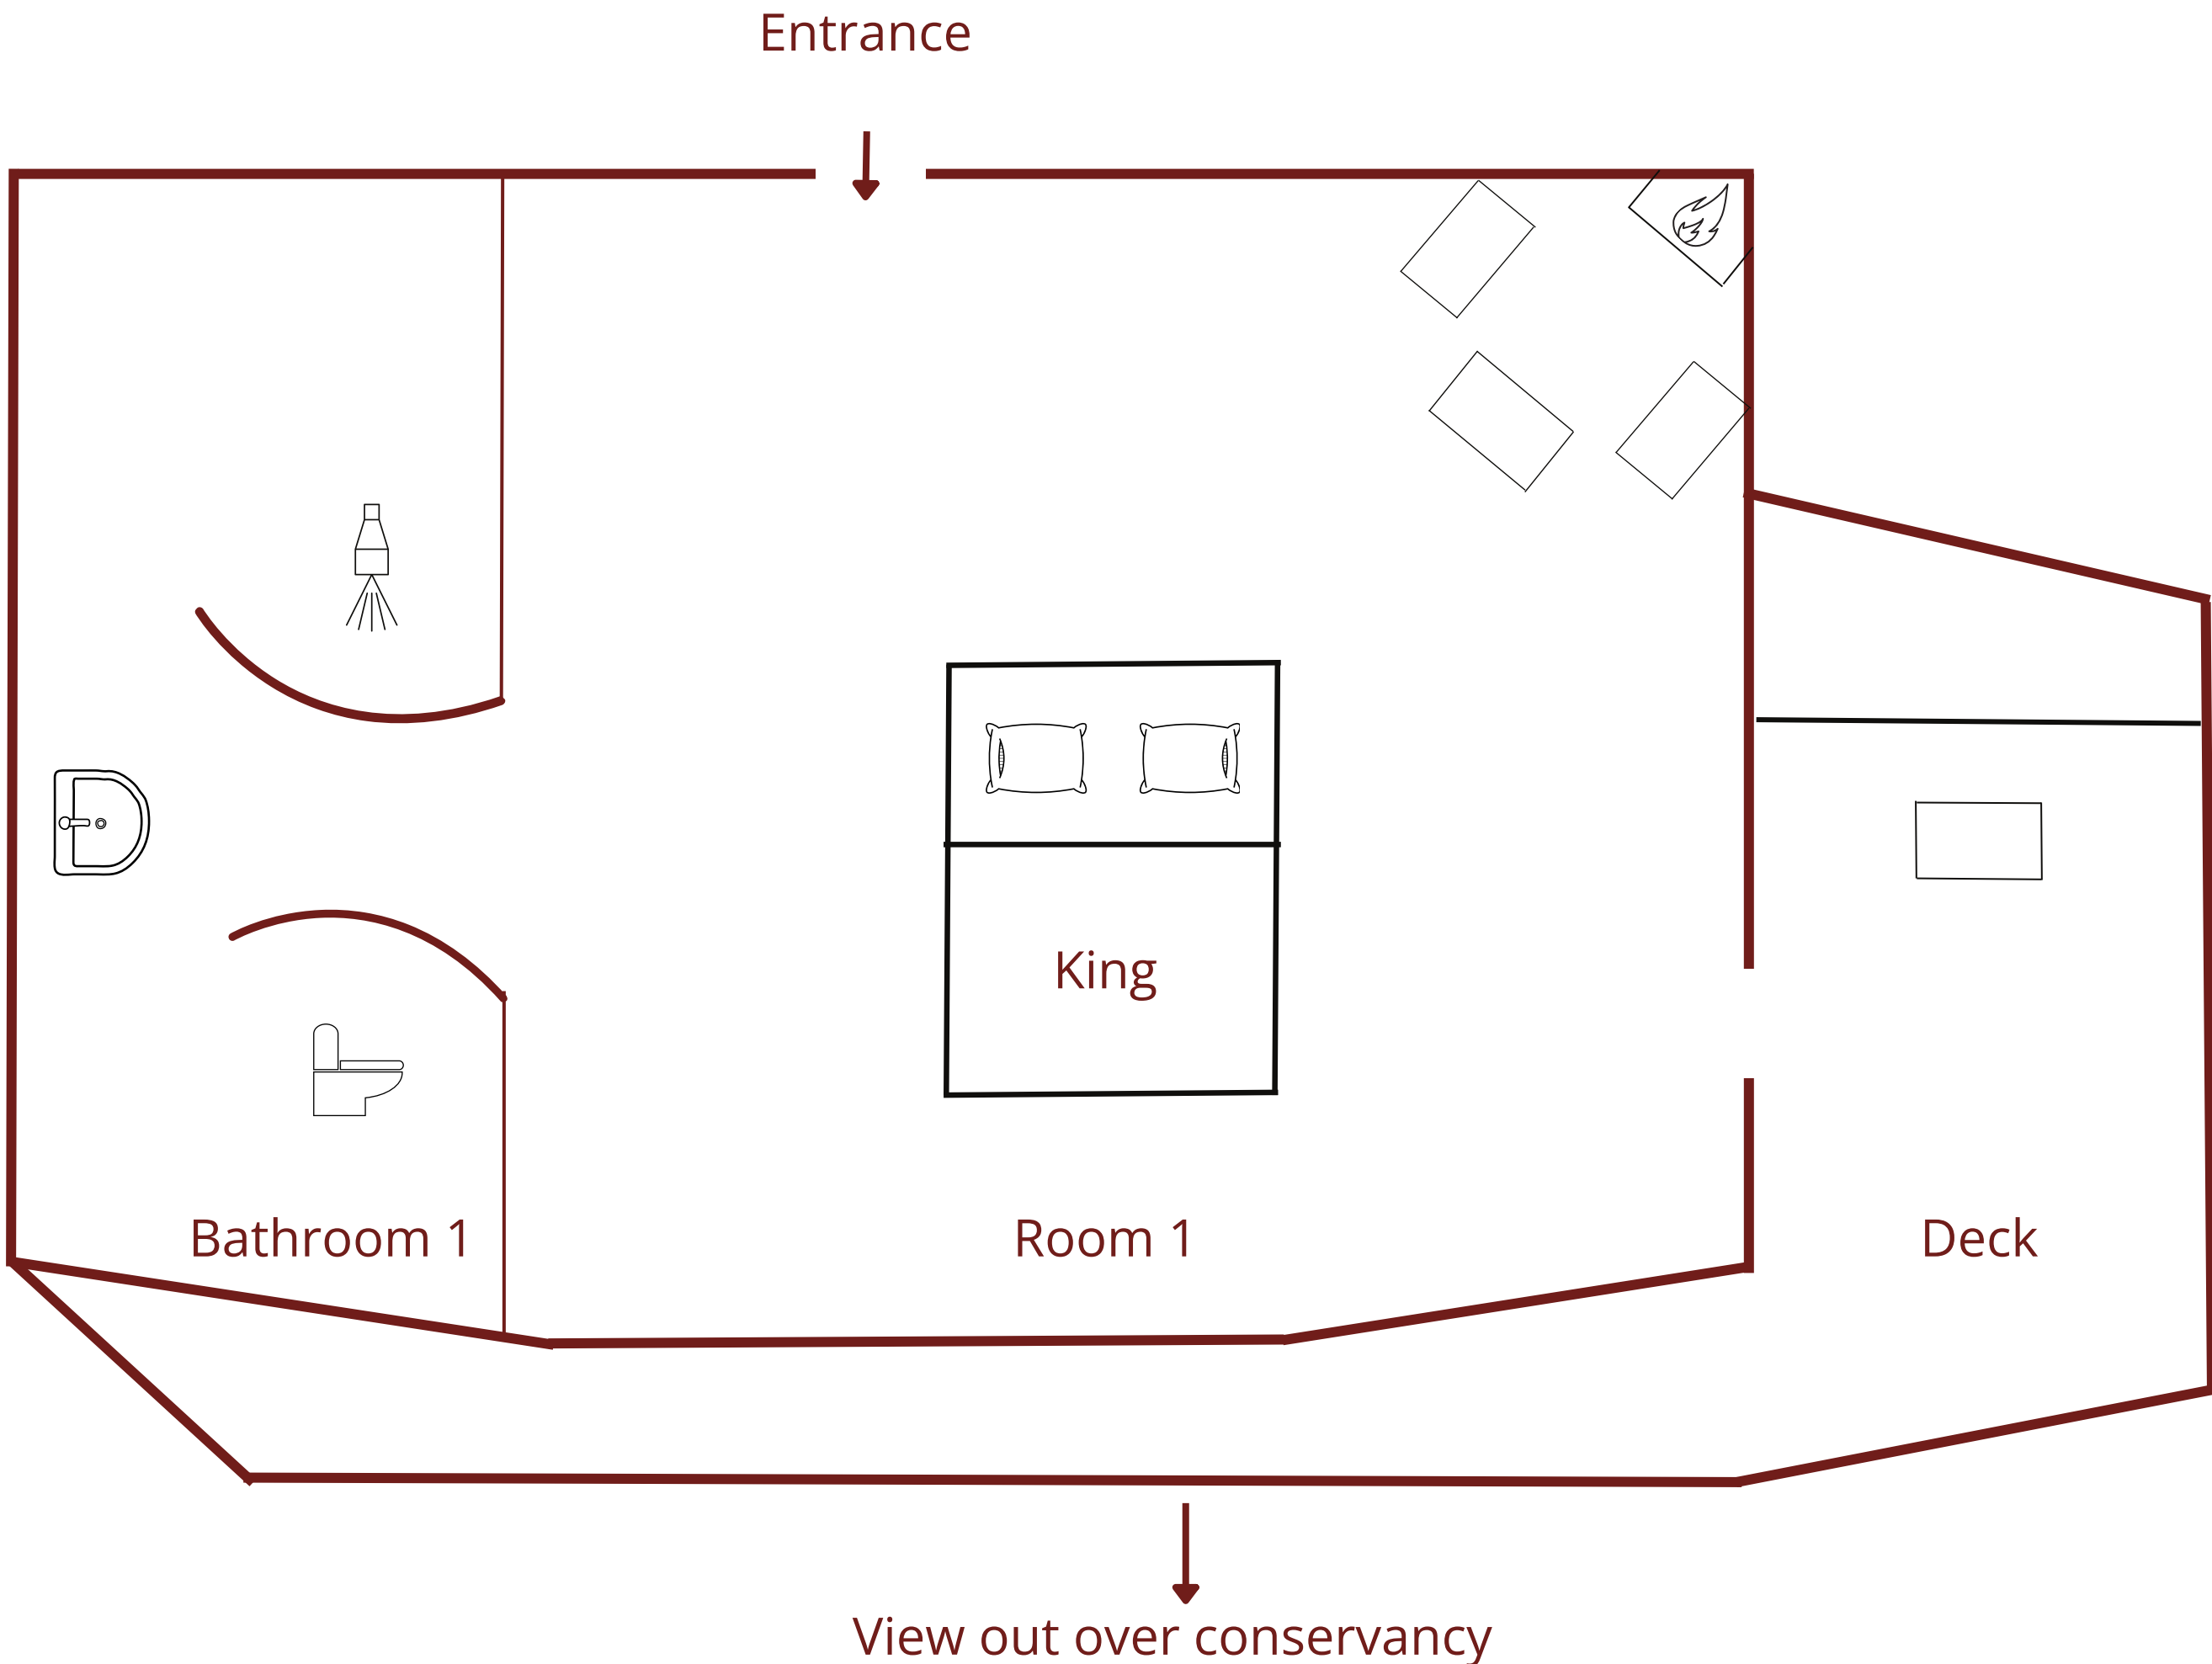 Entrance
King
Bathroom 1
Room 1
Deck
View out over conservancy